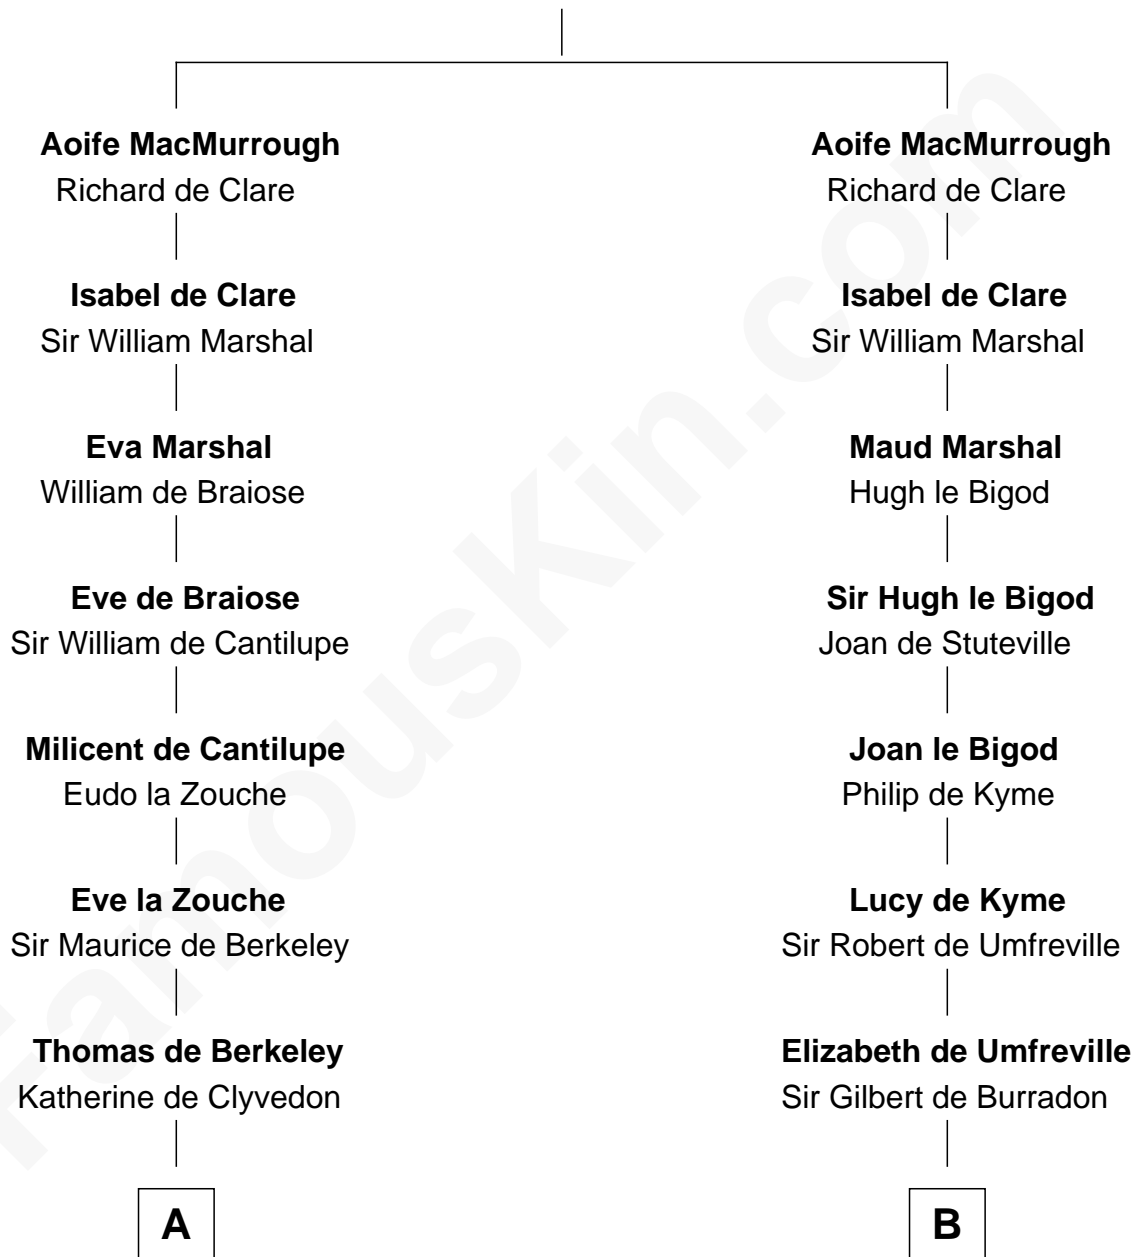 Aoife MacMurrough
Richard de Clare
Isabel de Clare
Sir William Marshal
Eva Marshal
William de Braiose
Eve de Braiose
Sir William de Cantilupe
Milicent de Cantilupe
Eudo la Zouche
Eve la Zouche
Sir Maurice de Berkeley
Thomas de Berkeley
Katherine de Clyvedon
A
Aoife MacMurrough
Richard de Clare
Isabel de Clare
Sir William Marshal
Maud Marshal
Hugh le Bigod
Sir Hugh le Bigod
Joan de Stuteville
Joan le Bigod
Philip de Kyme
Lucy de Kyme
Sir Robert de Umfreville
Elizabeth de Umfreville
Sir Gilbert de Burradon
B
FamousKin.com